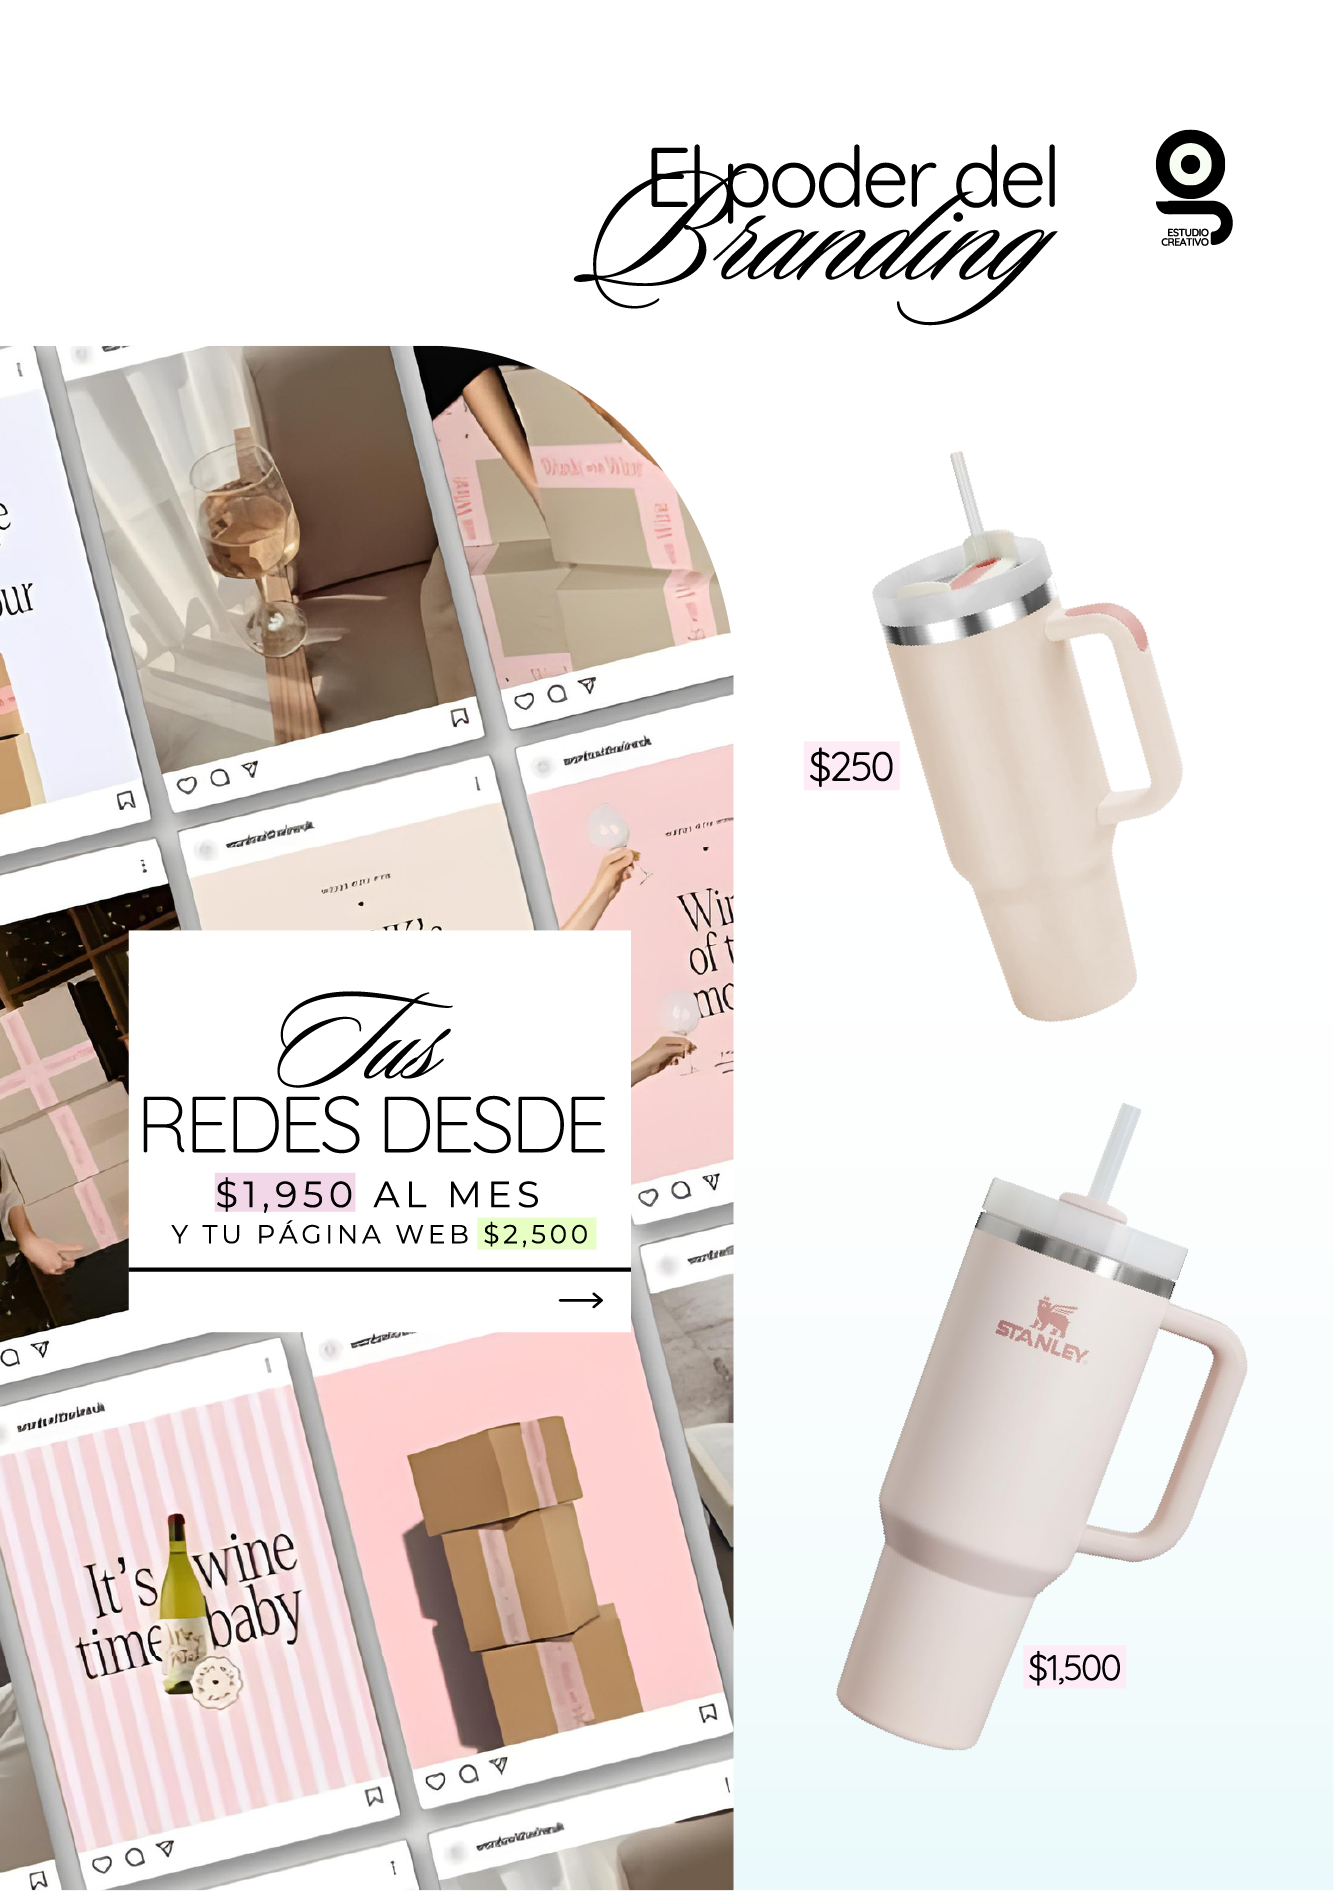 El poder del
Branding
ESTUDIO
CREATIVO
$250
Tus
REDES DESDE
$1,950 AL MES
Y TU PÁGINA WEB $2,500
STANLEY
$1,500
It's wine
time baby